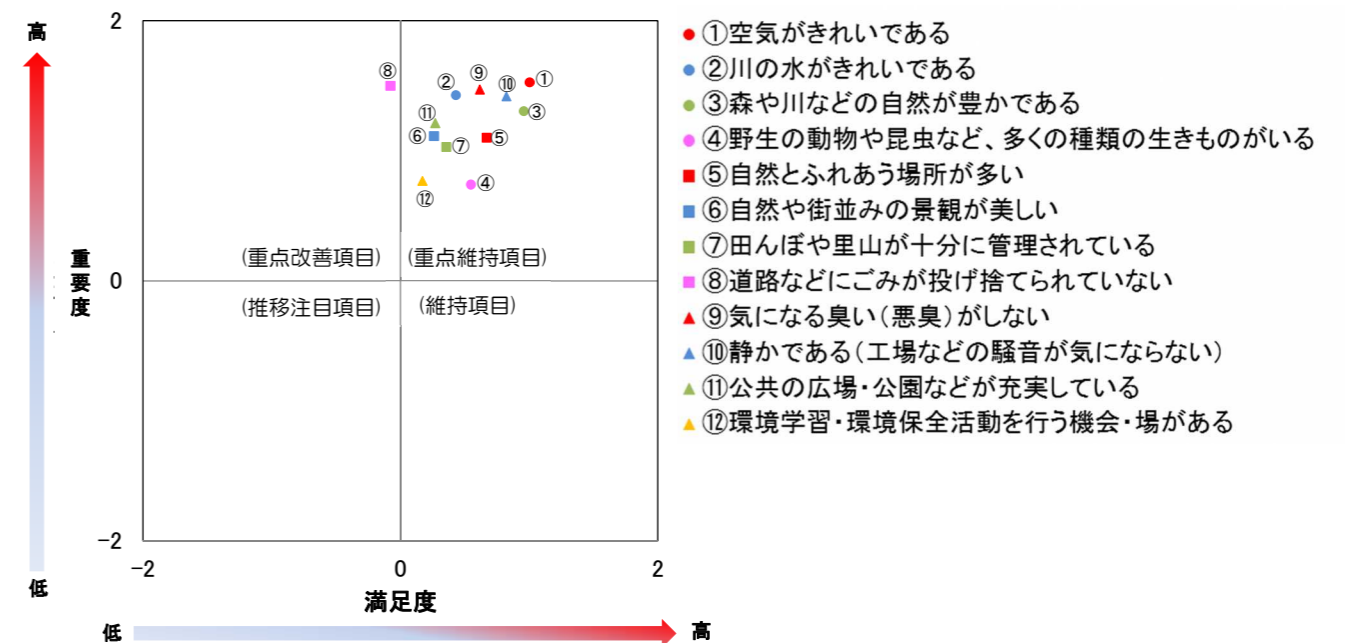 高
2
⑧
②
⑨
⑩
①
③
⑪
⑥
⑦
⑤
④
⑫
(重点改善項目)
(重点維持項目)
重要度
0
(推移注目項目)
(維持項目)
-2
低
-2
0
2
満足度
低
高
①空気がきれいである
②川の水がきれいである
③森や川などの自然が豊かである
④野生の動物や昆虫など、多くの種類の生きものがいる
⑤自然とふれあう場所が多い
⑥自然や街並みの景観が美しい
⑦田んぼや里山が十分に管理されている
⑧道路などにごみが投げ捨てられていない
⑨気になる臭い(悪臭)がしない
⑩静かである(工場などの騒音が気にならない)
⑪公共の広場・公園などが充実している
⑫環境学習・環境保全活動を行う機会・場がある